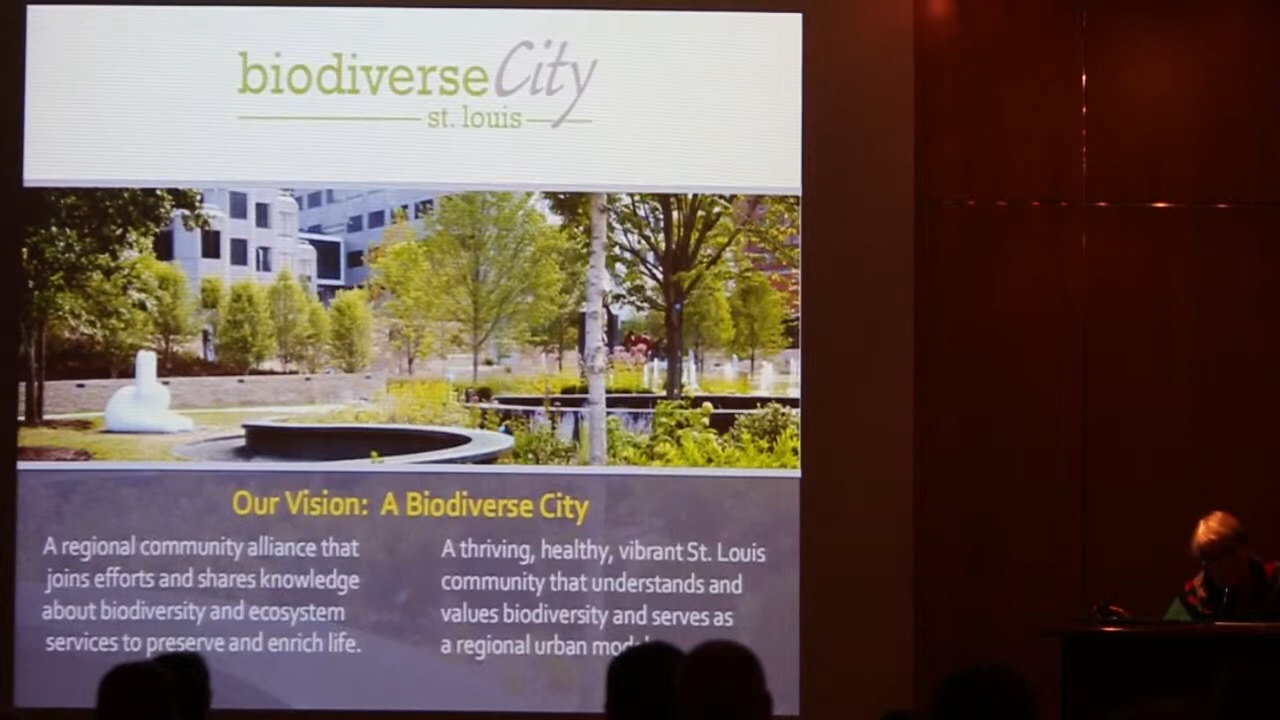 biodiverseCity
st. louis
Our Vision: A Biodiverse City
A regional community alliance that
joins efforts and shares knowledge
about biodiversity and ecosystem
services to preserve and enrich life.
A thriving, healthy, vibrant St. Louis
community that understands and
values biodiversity and serves as
a regional urban